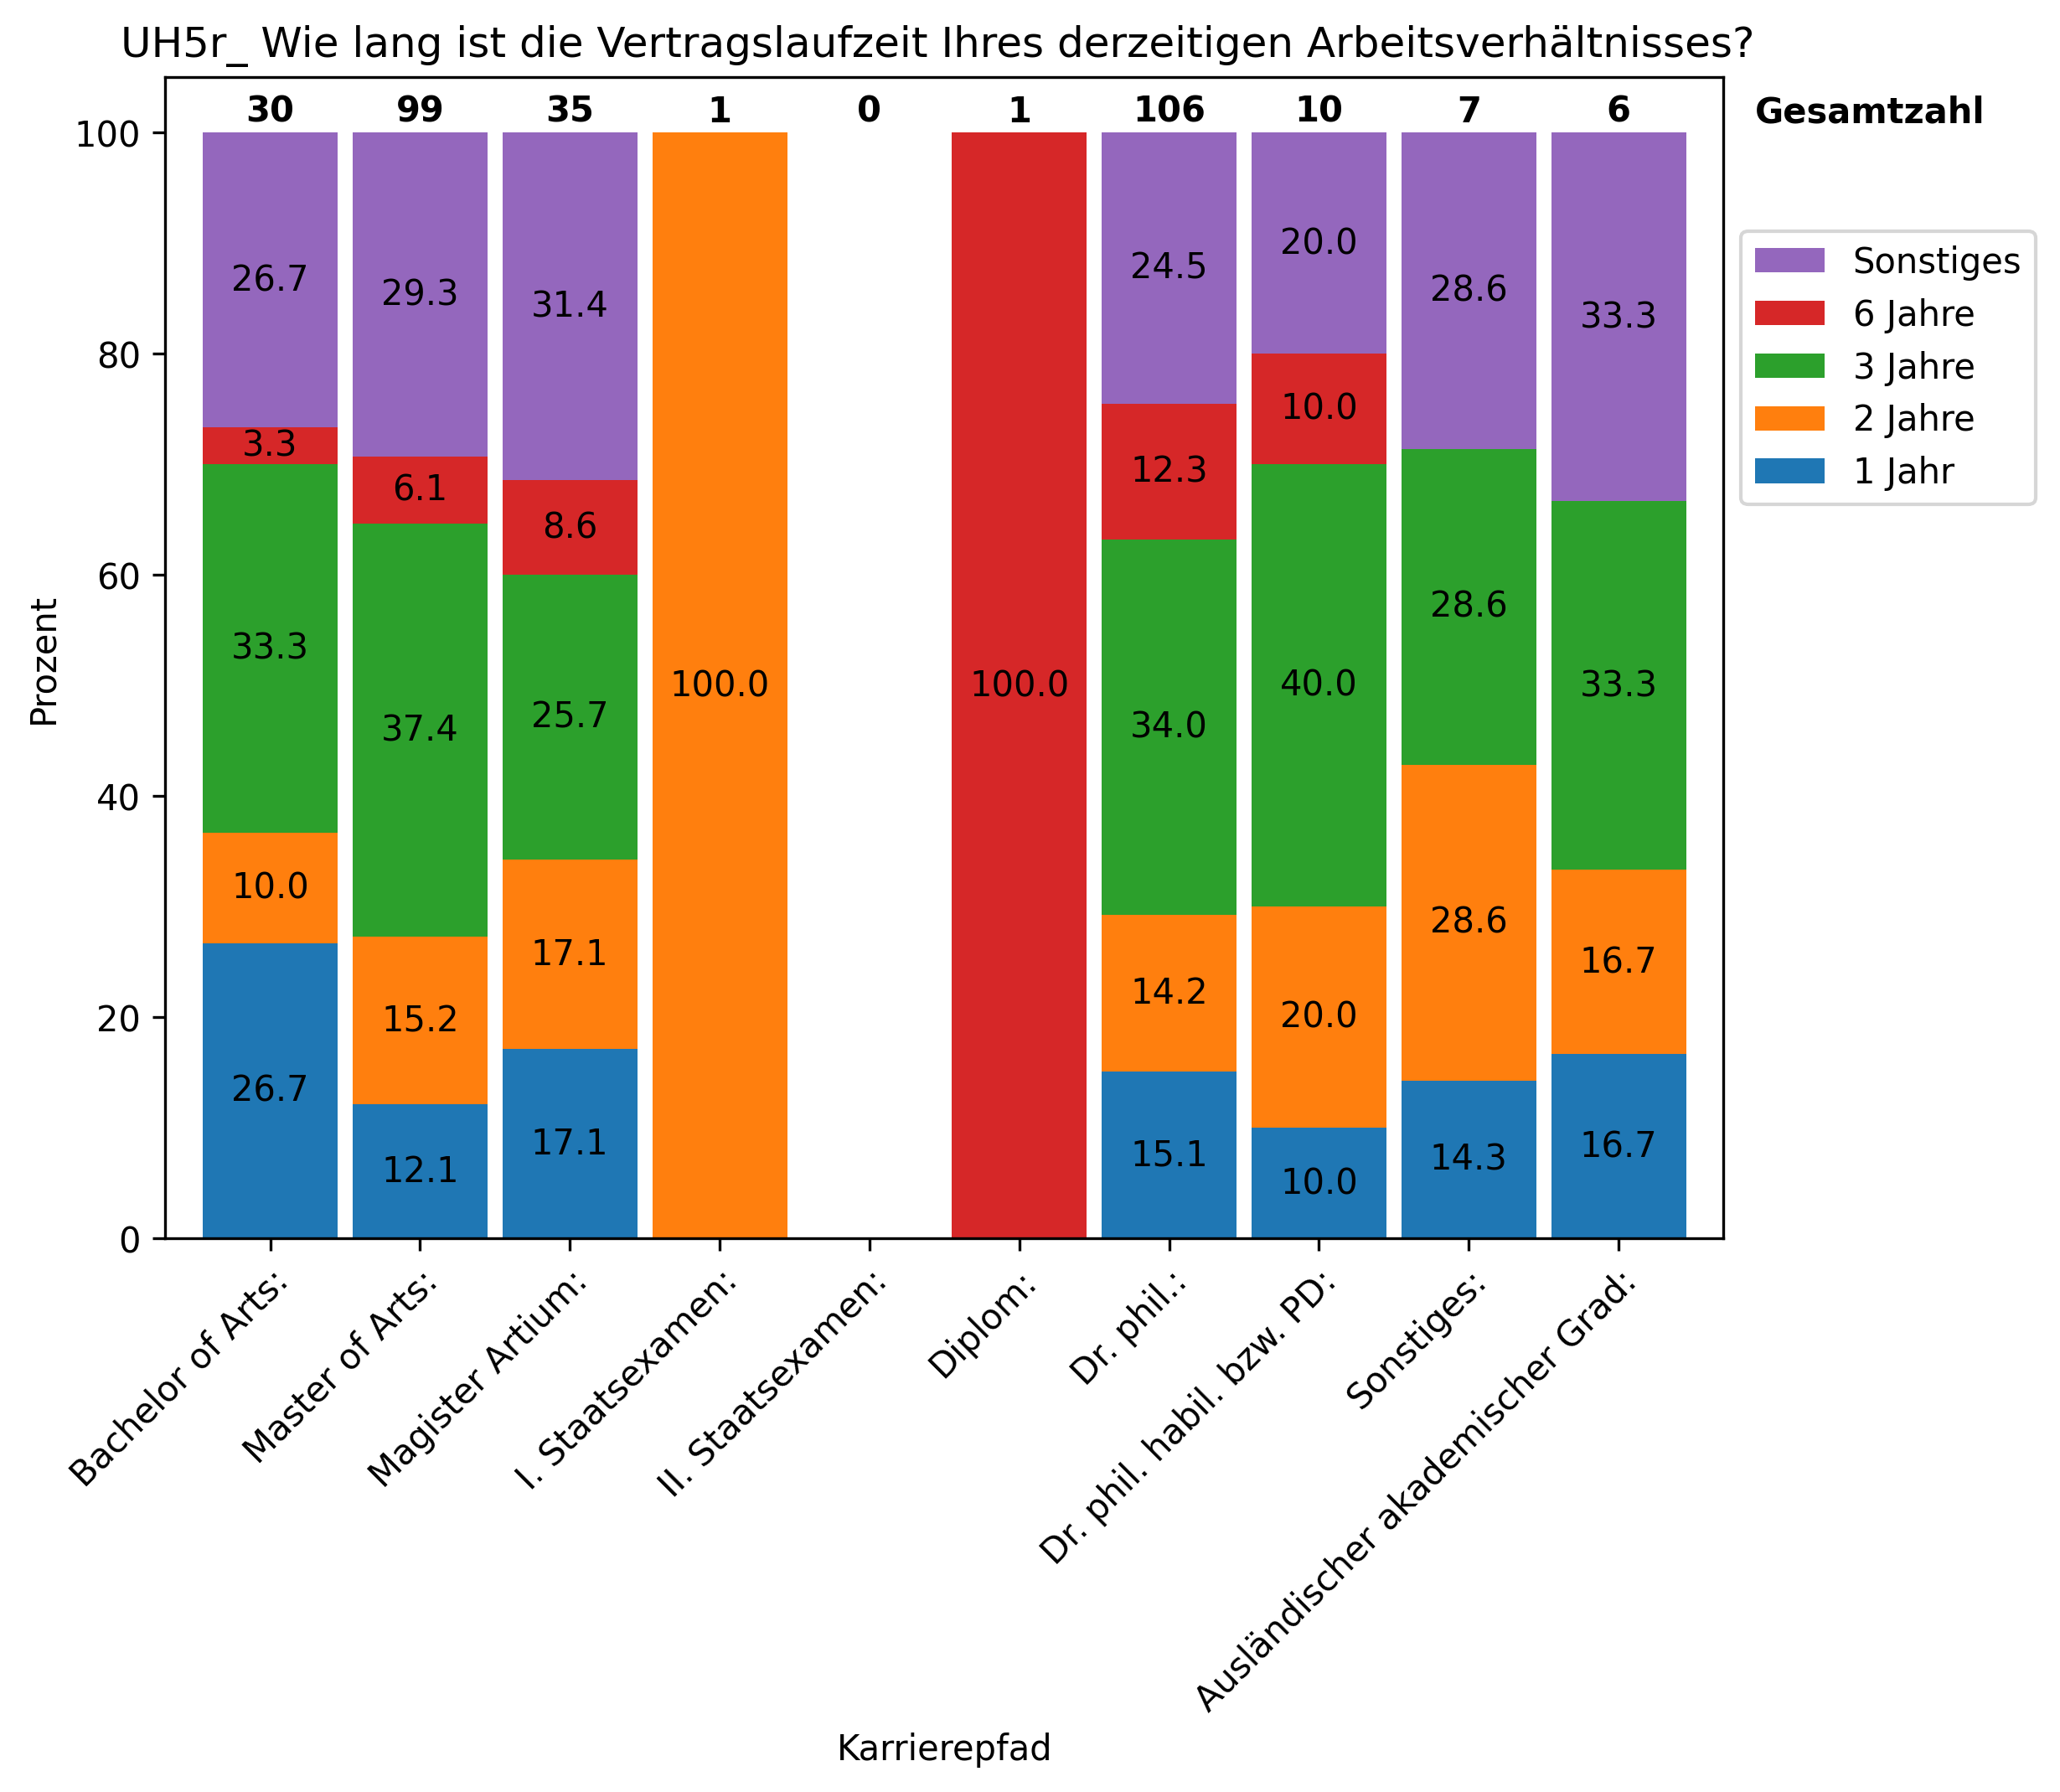 UH5r_ Wie lang ist die Vertragslaufzeit Ihres derzeitigen Arbeitsverhältnisses?
30 99 35 1 0 1 106 10 7 6 Gesamtzahl
Sonstiges
6 Jahre
3 Jahre
2 Jahre
1 Jahr
Prozent
100
80
60
40
20
0
26.7 3.3 33.3 10.0 26.7
29.3 6.1 37.4 15.2 12.1
31.4 8.6 25.7 17.1 17.1
100.0
100.0
24.5 12.3 34.0 14.2 15.1
20.0 10.0 40.0 20.0 10.0
28.6 28.6 28.6 14.3
33.3 33.3 16.7 16.7
Bachelor of Arts:
Master of Arts:
Magister Artium:
I. Staatsexamen:
II. Staatsexamen:
Diplom:
Dr. phil.:
Dr. phil. habil. bzw. PD:
Sonstiges:
Ausländischer akademischer Grad:
Karrierepfad